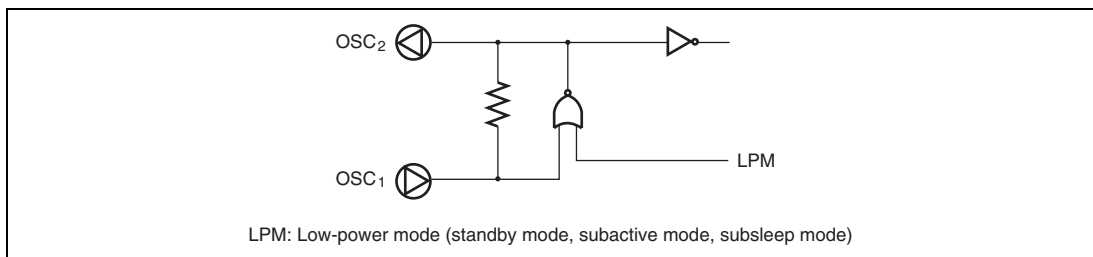 OSC2
LPM
OSC1
LPM: Low-power mode (standby mode, subactive mode, subsleep mode)